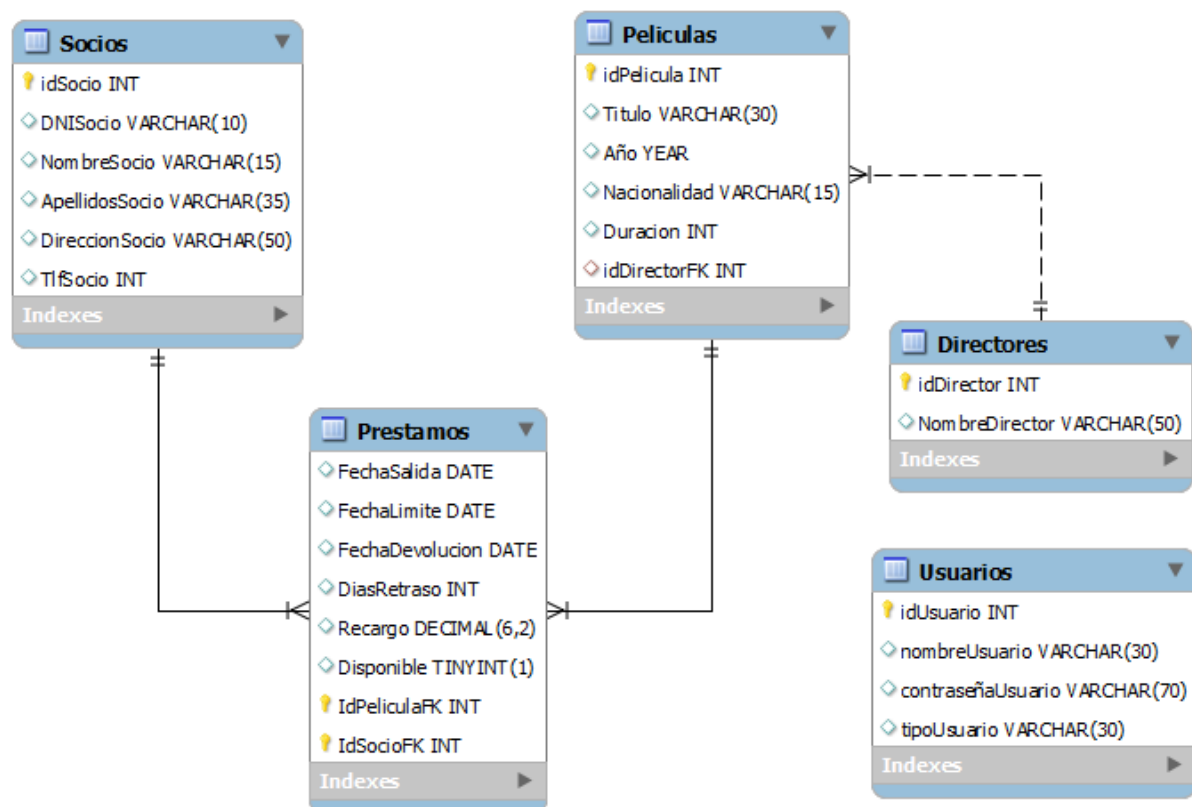 Socios
idSocio INT
DNISocio VARCHAR(10)
NombreSocio VARCHAR(15)
ApellidosSocio VARCHAR(35)
DireccionSocio VARCHAR(50)
TlfSocio INT
Indexes
Peliculas
idPelicula INT
Titulo VARCHAR(30)
Año YEAR
Nacionalidad VARCHAR(15)
Duracion INT
idDirectorFK INT
Indexes
Directores
idDirector INT
NombreDirector VARCHAR(50)
Indexes
Prestamos
FechaSalida DATE
FechaLimite DATE
FechaDevolucion DATE
DiasRetraso INT
Recargo DECIMAL(6,2)
Disponible TINYINT(1)
IdPeliculaFK INT
IdSocioFK INT
Indexes
Usuarios
idUsuario INT
nombreUsuario VARCHAR(30)
contraseñaUsuario VARCHAR(70)
tipoUsuario VARCHAR(30)
Indexes